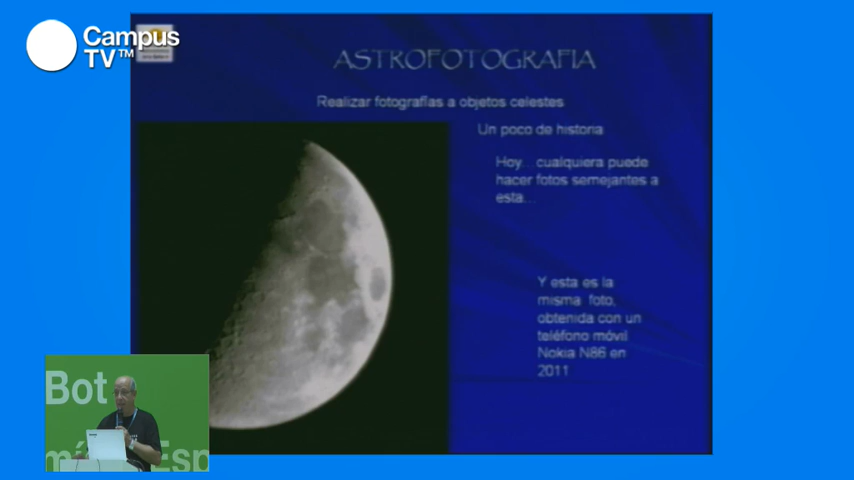 Campus
TV™
ASTROFOTOGRAFIA
Realizar fotografías a objetos celestes
Un poco de historia
Hoy...cualquiera puede
hacer fotos semejantes a
esta...
Y esta es la
misma foto,
obtenida con un
teléfono móvil
Nokia N86 en
2011
Bot
Esp